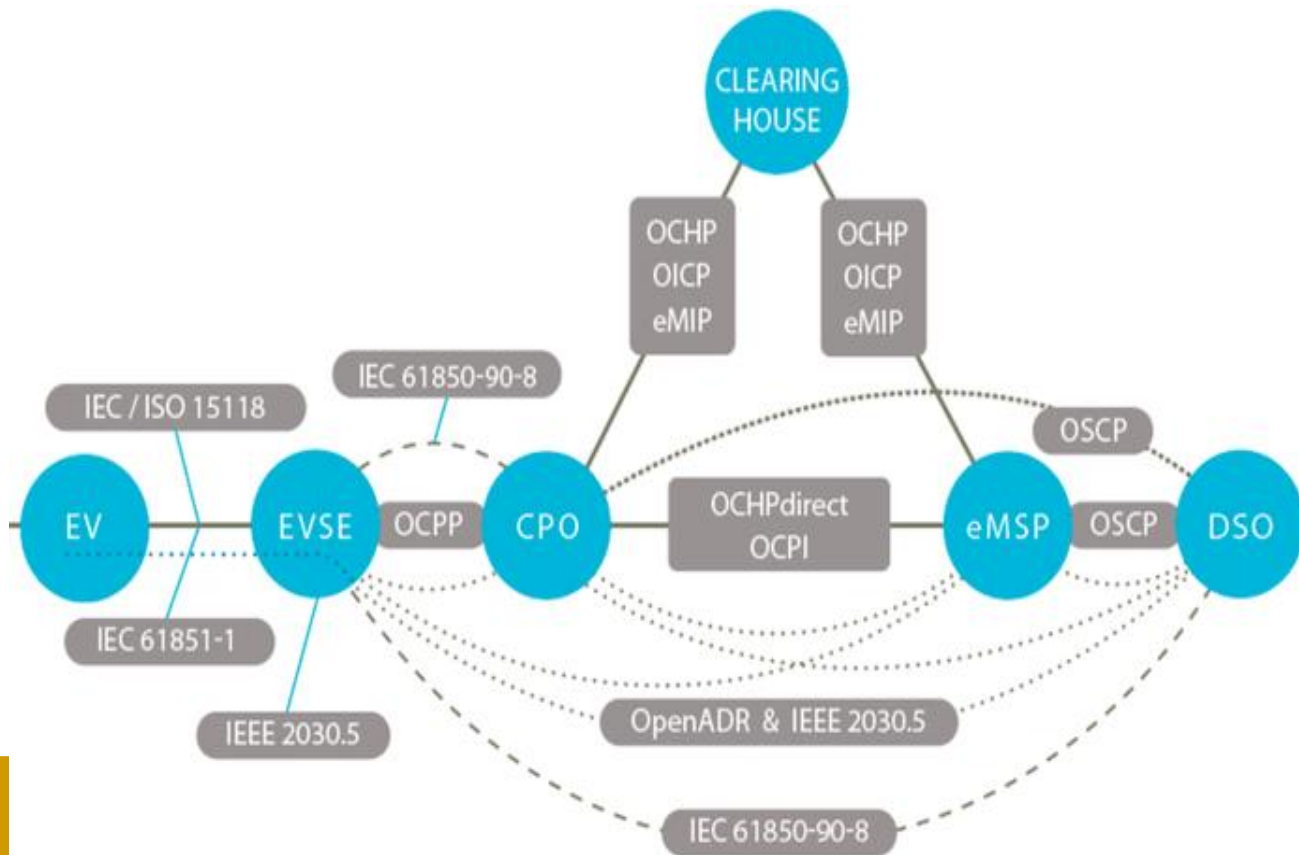 CLEARING
HOUSE
OCHP
OICP
eMIP
OCHP
OICP
eMIP
IEC 61850-90-8
IEC / ISO 15118
OSCP
EV
EVSE
OCPP
CPO
OCHPdirect
OCPI
eMSP
OSCP
DSO
IEC 61851-1
IEEE 2030.5
OpenADR & IEEE 2030.5
IEC 61850-90-8